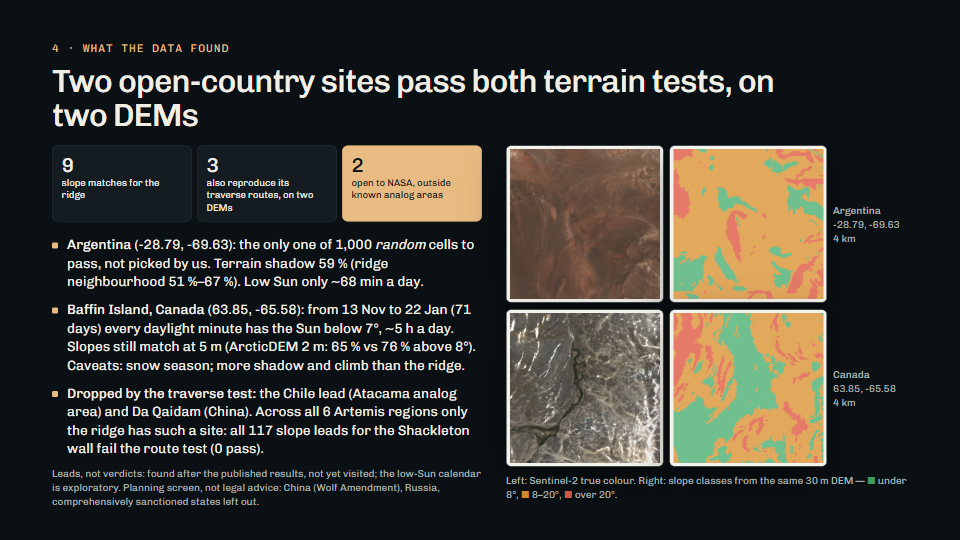 4 · WHAT THE DATA FOUND
Two open-country sites pass both terrain tests, on
two DEMs
9
slope matches for the
ridge
3
also reproduce its
traverse routes, on two
DEMs
2
open to NASA, outside
known analog areas
Argentina (-28.79, -69.63): the only one of 1,000 random cells to
pass, not picked by us. Terrain shadow 59 % (ridge
neighbourhood 51 %–67 %). Low Sun only ~68 min a day.
Baffin Island, Canada (63.85, -65.58): from 13 Nov to 22 Jan (71
days) every daylight minute has the Sun below 7°, ~5 h a day.
Slopes still match at 5 m (ArcticDEM 2 m: 65 % vs 76 % above 8°).
Caveats: snow season; more shadow and climb than the ridge.
Dropped by the traverse test: the Chile lead (Atacama analog
area) and Da Qaidam (China). Across all 6 Artemis regions only
the ridge has such a site: all 117 slope leads for the Shackleton
wall fail the route test (0 pass).
Leads, not verdicts: found after the published results, not yet visited; the low-Sun calendar
is exploratory. Planning screen, not legal advice: China (Wolf Amendment), Russia,
comprehensively sanctioned states left out.
Argentina
-28.79, -69.63
4 km
Canada
63.85, -65.58
4 km
Left: Sentinel-2 true colour. Right: slope classes from the same 30 m DEM — under
8°, 8–20°, over 20°.